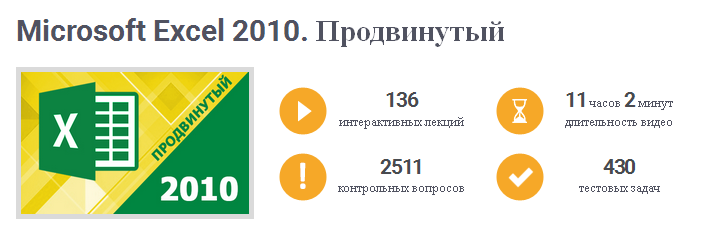 Microsoft Excel 2010. Продвинутый
X
ПРОДВИНУТЫЙ
2010
136
интерактивных лекций
11 часов 2 минут
длительность видео
2511
контрольных вопросов
430
тестовых задач